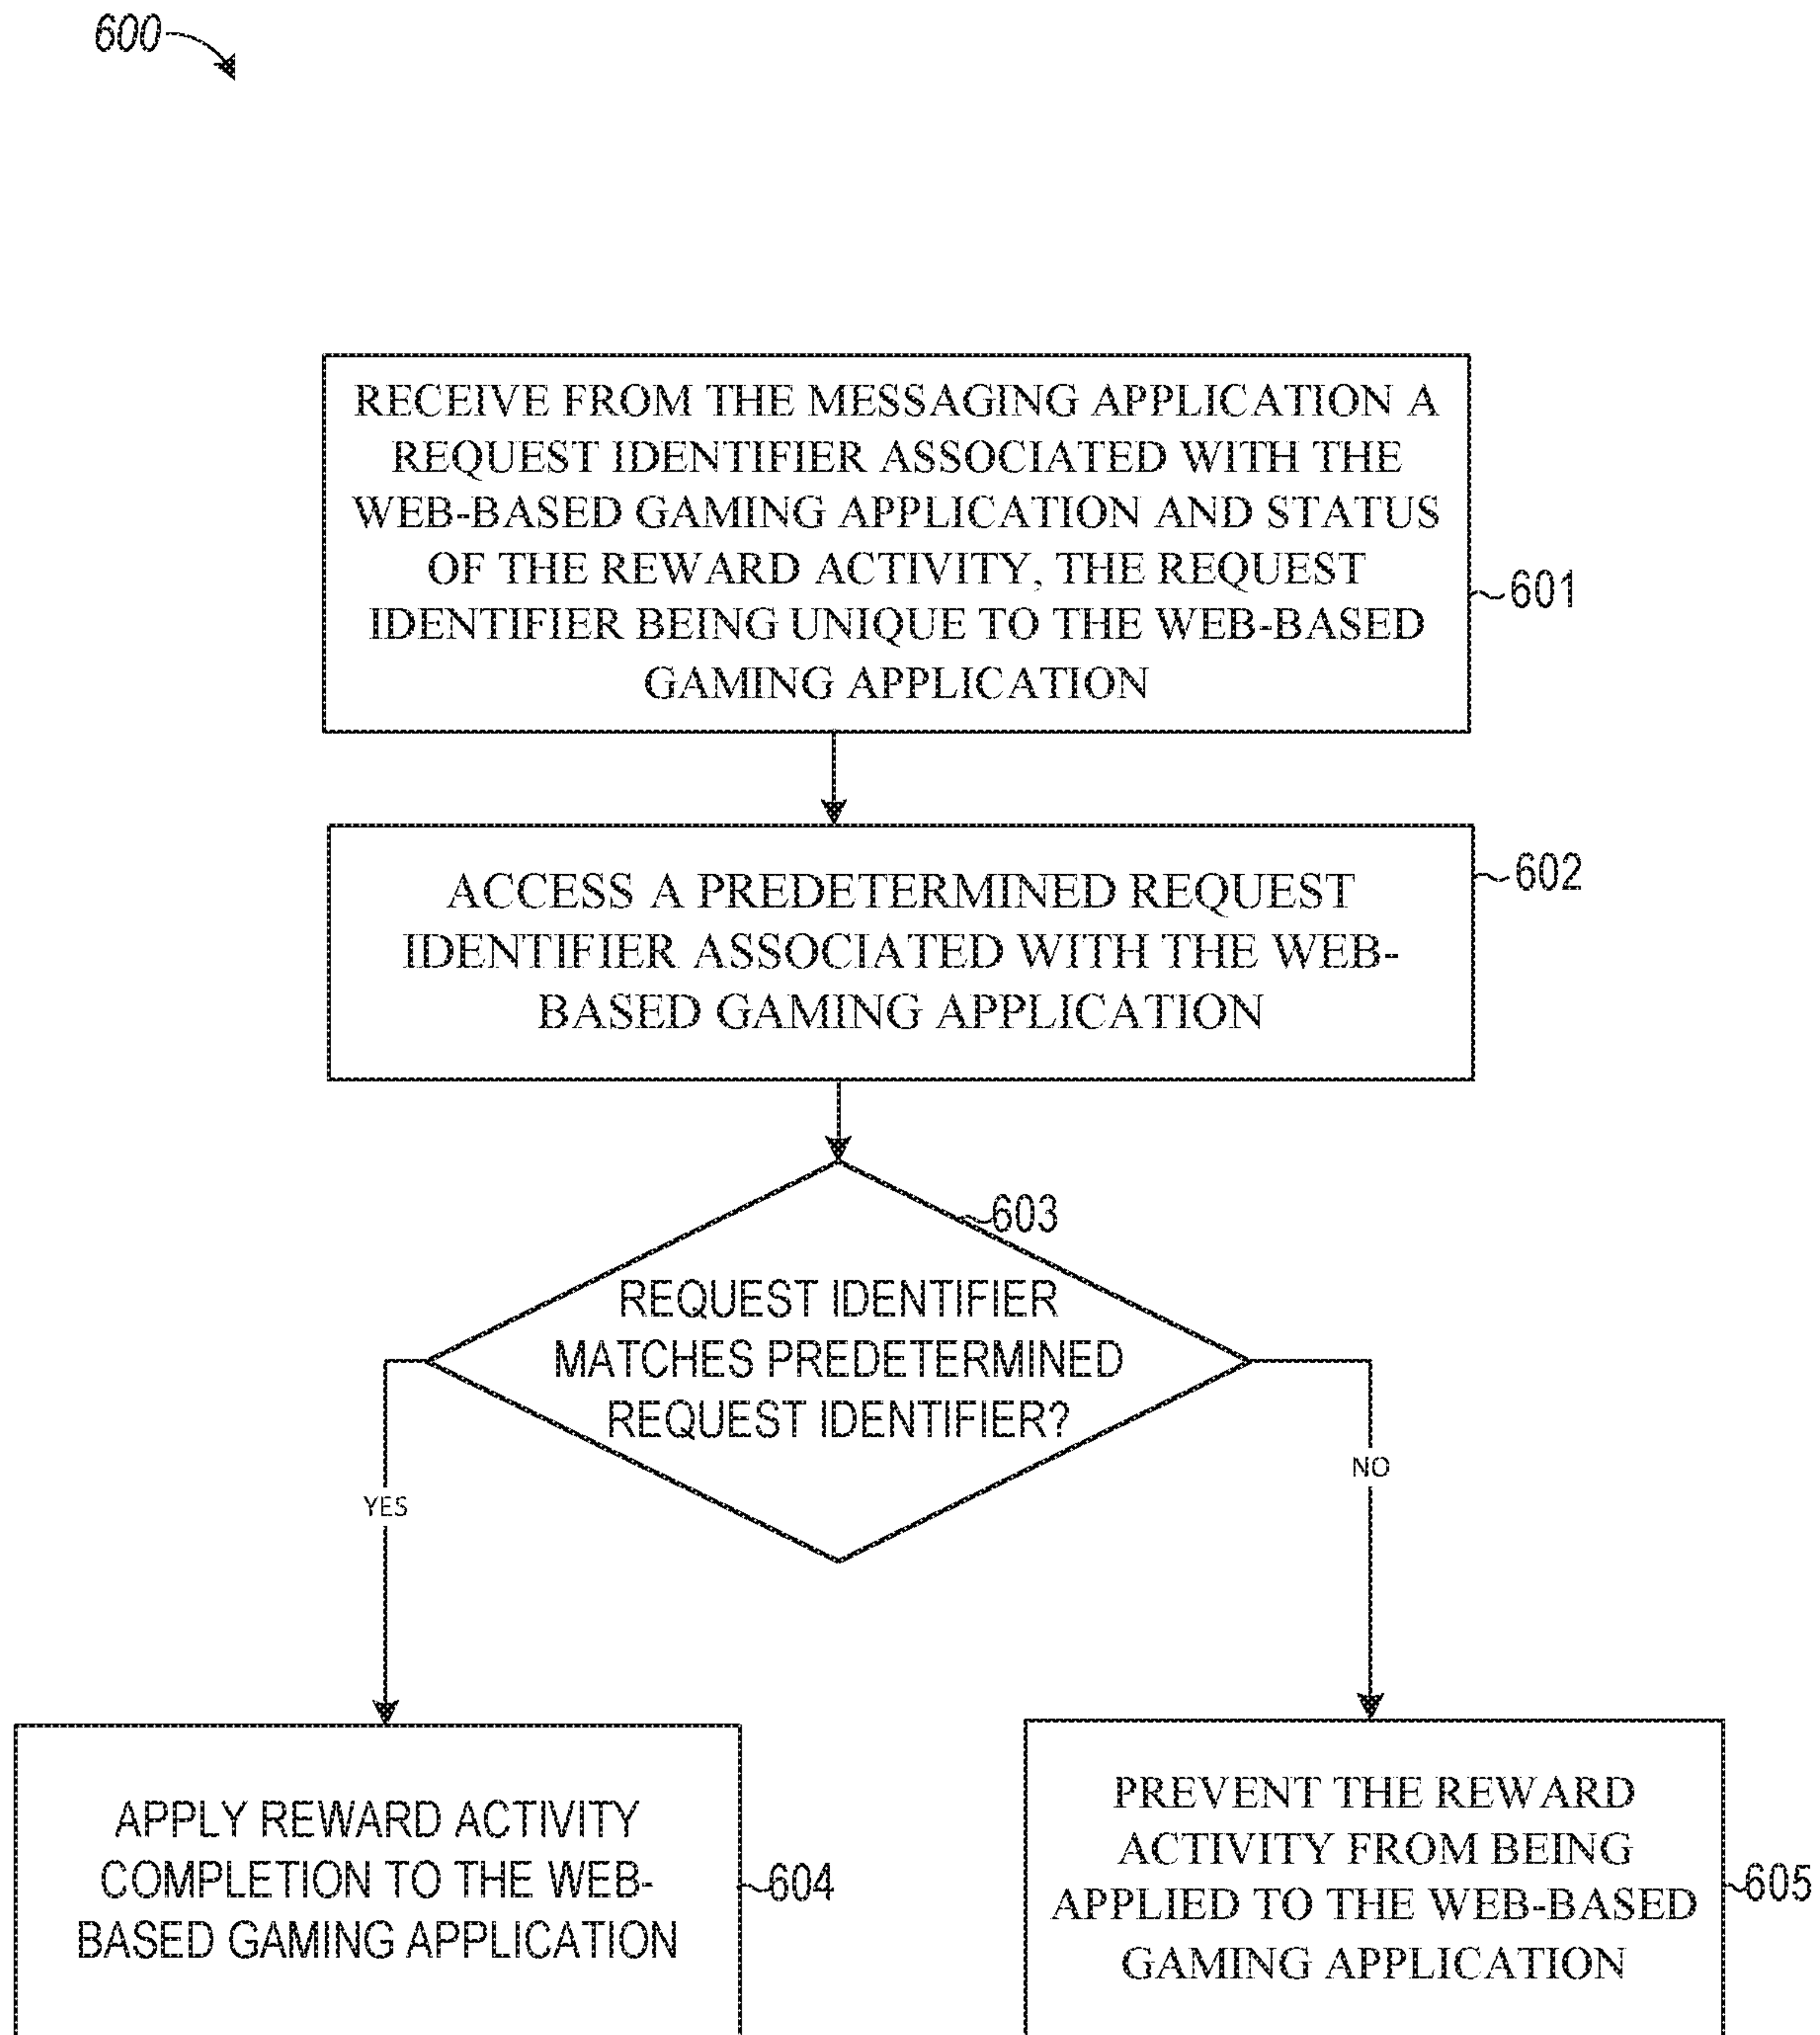 600
RECEIVE FROM THE MESSAGING APPLICATION A
REQUEST IDENTIFIER ASSOCIATED WITH THE
WEB-BASED GAMING APPLICATION AND STATUS
OF THE REWARD ACTIVITY, THE REQUEST
IDENTIFIER BEING UNIQUE TO THE WEB-BASED
GAMING APPLICATION
601
ACCESS A PREDETERMINED REQUEST
IDENTIFIER ASSOCIATED WITH THE WEB-
BASED GAMING APPLICATION
602
603
REQUEST IDENTIFIER
MATCHES PREDETERMINED
REQUEST IDENTIFIER?
YES
NO
APPLY REWARD ACTIVITY
COMPLETION TO THE WEB-
BASED GAMING APPLICATION
604
PREVENT THE REWARD
ACTIVITY FROM BEING
APPLIED TO THE WEB-BASED
GAMING APPLICATION
605